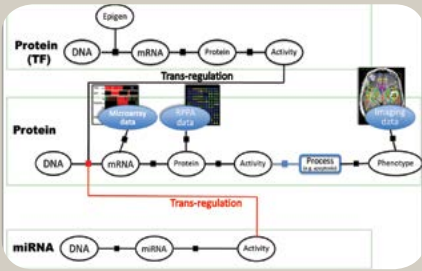 Epigen
Protein
(TF)
DNA
mRNA
Protein
Activity
Trans-regulation
Microarray
data
RPPA
data
Imaging
data
Protein
DNA
mRNA
Protein
Activity
Process
Phenotype
Trans-regulation
miRNA
DNA
miRNA
Activity